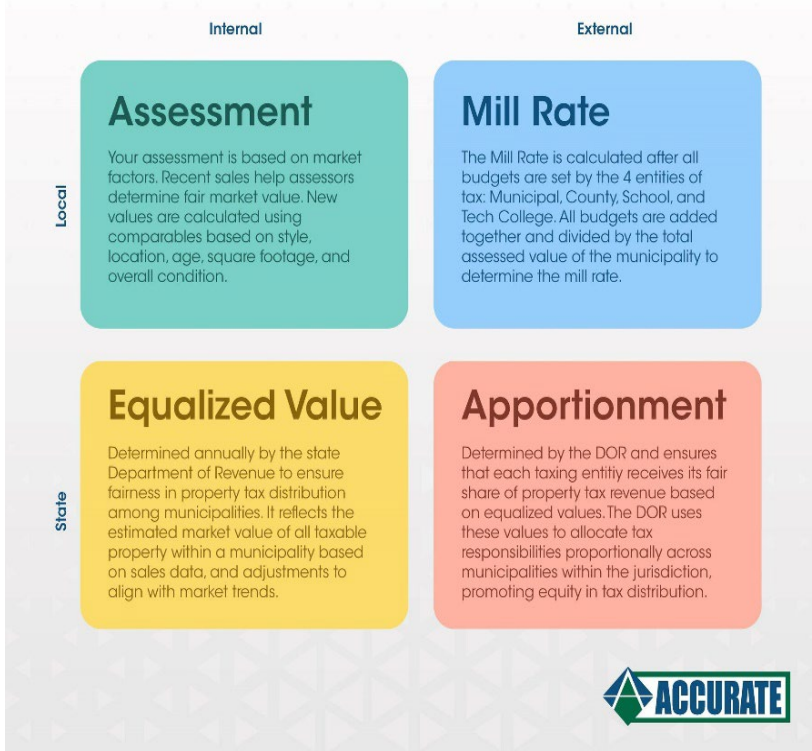 Internal
External
Local
Assessment
Your assessment is based on market
factors. Recent sales help assessors
determine fair market value. New
values are calculated using
comparables based on style,
location, age, square footage, and
overall condition.
Mill Rate
The Mill Rate is calculated after all
budgets are set by the 4 entities of
tax: Municipal, County, School, and
Tech College. All budgets are added
together and divided by the total
assessed value of the municipality to
determine the mill rate.
State
Equalized Value
Determined annually by the state
Department of Revenue to ensure
fairness in property tax distribution
among municipalities. It reflects the
estimated market value of all taxable
property within a municipality based
on sales data, and adjustments to
align with market trends.
Apportionment
Determined by the DOR and ensures
that each taxing entitiy receives its fair
share of property tax revenue based
on equalized values. The DOR uses
these values to allocate tax
responsibilities proportionally across
municipalities within the jurisdiction,
promoting equity in tax distribution.
ACCURATE